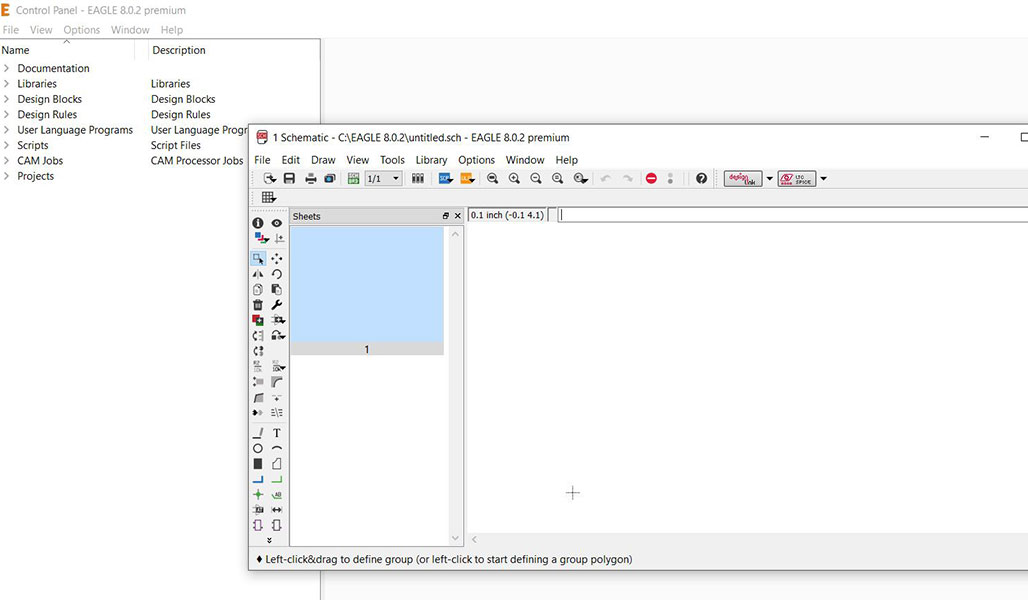 Control Panel - EAGLE 8.0.2 premium
File View Options Window Help
Name Description
Documentation
Libraries Libraries
Design Blocks Design Blocks
Design Rules Design Rules
User Language Programs User Language Progr
Scripts Script Files
CAM Jobs CAM Processor Jobs
Projects
1 Schematic - C:\EAGLE 8.0.2\untitled.sch - EAGLE 8.0.2 premium
File Edit Draw View Tools Library Options Window Help
1/1
design link
LTC SPICE
Sheets
0.1 inch (-0.1 4.1)
1
Left-click&drag to define group (or left-click to start defining a group polygon)